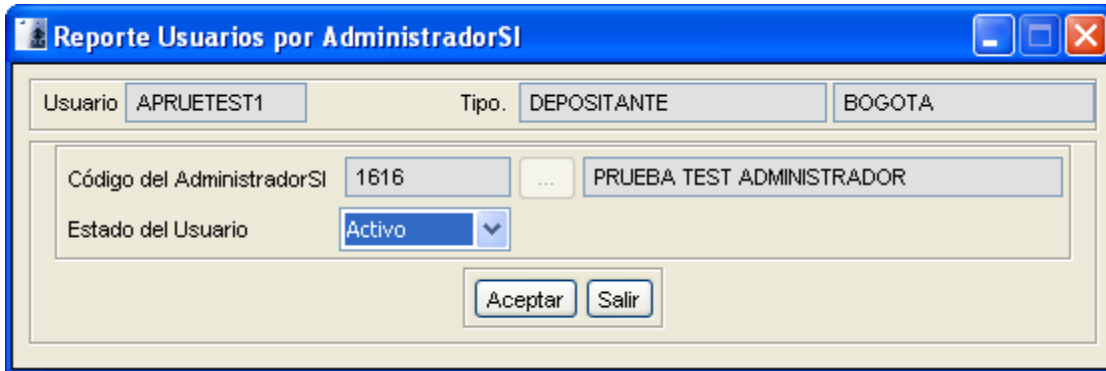 Reporte Usuarios por AdministradorSI
Usuario APRUETEST1 Tipo. DEPOSITANTE BOGOTA
Código del AdministradorSI 1616 ... PRUEBA TEST ADMINISTRADOR
Estado del Usuario Activo
Aceptar Salir